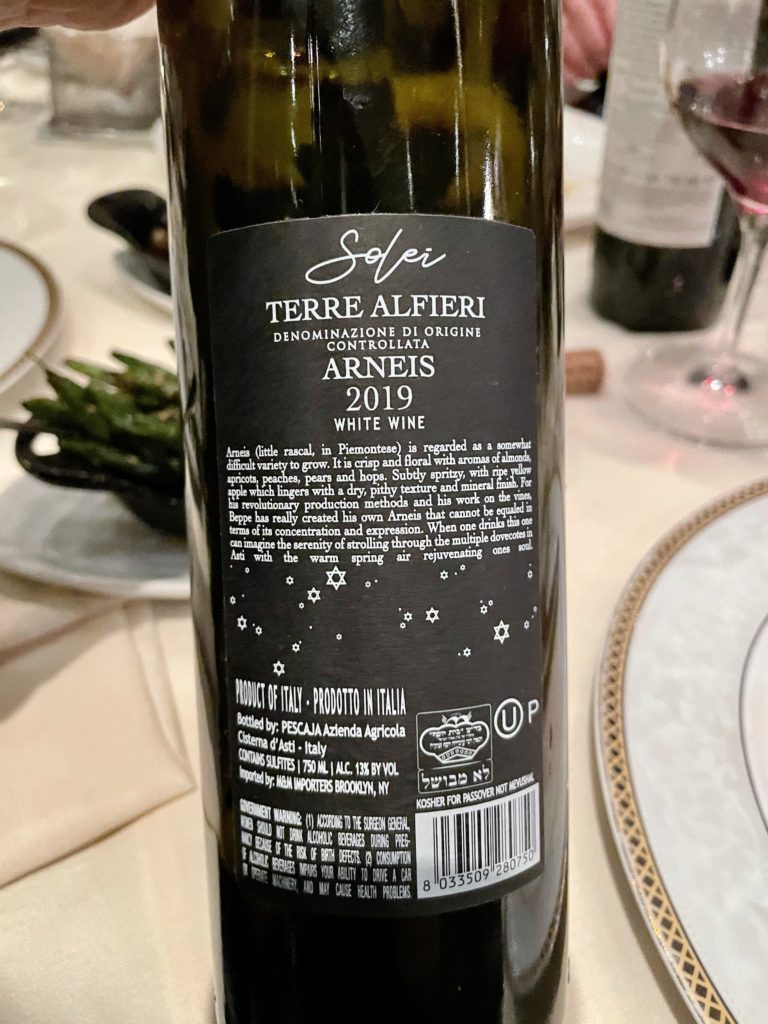 Solei
TERRE ALFIERI
DENOMINAZIONE DI ORIGINE
CONTROLLATA
ARNEIS
2019
WHITE WINE
Arneis (little rascal, in Piemontese) is regarded as a somewhat
difficult variety to grow. It is crisp and floral with aromas of almonds,
apricots, peaches, pears and hops. Subtly spritzy, with ripe yellow
apple which lingers with a dry, pithy texture and mineral finish. For
his revolutionary production methods and his work on the vines,
Beppe has really created his own Arneis that cannot be equaled in
terms of its concentration and expression. When one drinks this one
can imagine the serenity of strolling through the multiple dovecotes in
Asti with the warm spring air rejuvenating ones soul.
PRODUCT OF ITALY - PRODOTTO IN ITALIA
Bottled by: PESCAJA Azienda Agricola
Cisterna d'Asti - Italy
CONTAINS SULFITES | 750 ML | ALC. 13% BY VOL
Imported by: M&M IMPORTERS BROOKLYN, NY
U P
לא מבושל
KOSHER FOR PASSOVER NOT MEVUSHAL
GOVERNMENT WARNING: (1) ACCORDING TO THE SURGEON GENERAL,
WOMEN SHOULD NOT DRINK ALCOHOLIC BEVERAGES DURING PREG-
NANCY BECAUSE OF THE RISK OF BIRTH DEFECTS. (2) CONSUMPTION
OF ALCOHOLIC BEVERAGES IMPAIRS YOUR ABILITY TO DRIVE A CAR
OR OPERATE MACHINERY, AND MAY CAUSE HEALTH PROBLEMS.
8 033509 280750